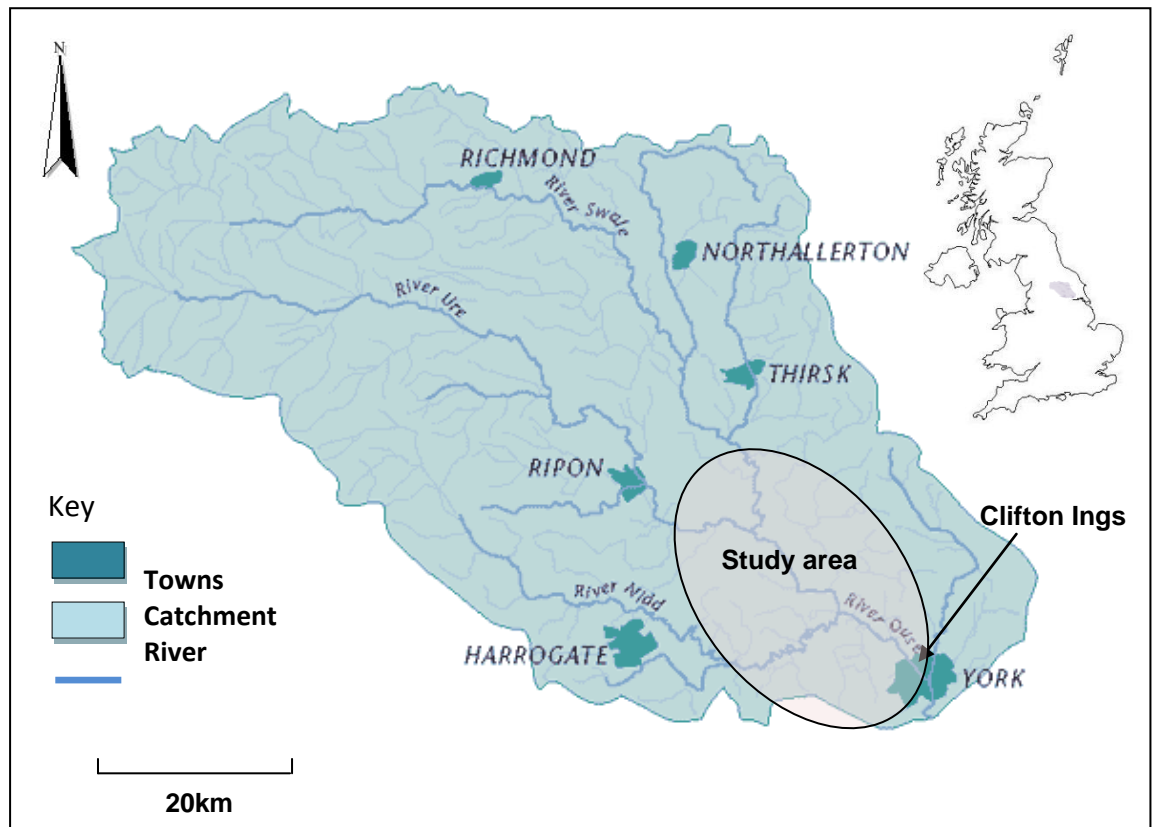 N
RICHMOND
River Swale
NORTHALLERTON
River Ure
THIRSK
RIPON
Clifton Ings
Key
Study area
Towns
River Nidd
Catchment
River Ouse
River
HARROGATE
YORK
20km